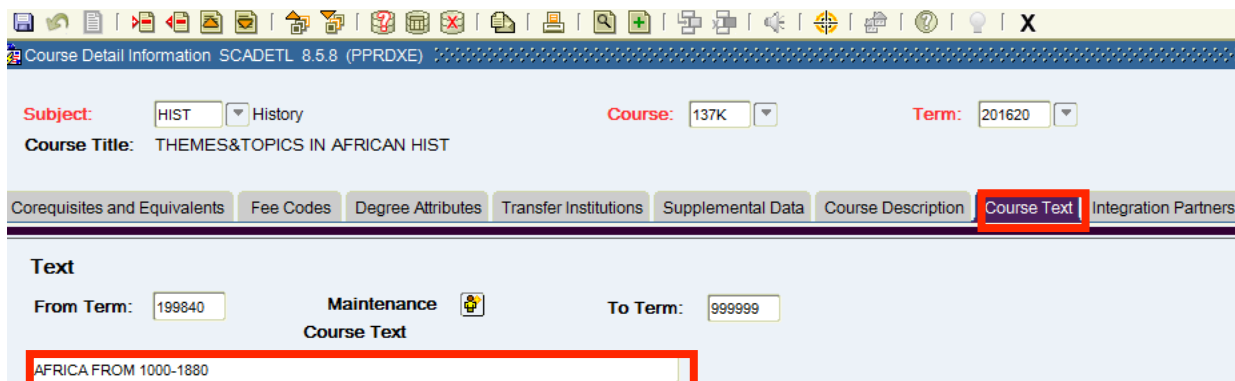 X
Course Detail Information SCADETL 8.5.8 (PPRDXE)
Subject: HIST History Course: 137K Term: 201620
Course Title: THEMES&TOPICS IN AFRICAN HIST
Corequisites and Equivalents Fee Codes Degree Attributes Transfer Institutions Supplemental Data Course Description Course Text Integration Partners
Text
From Term: 199840 Maintenance To Term: 999999
Course Text
AFRICA FROM 1000-1880